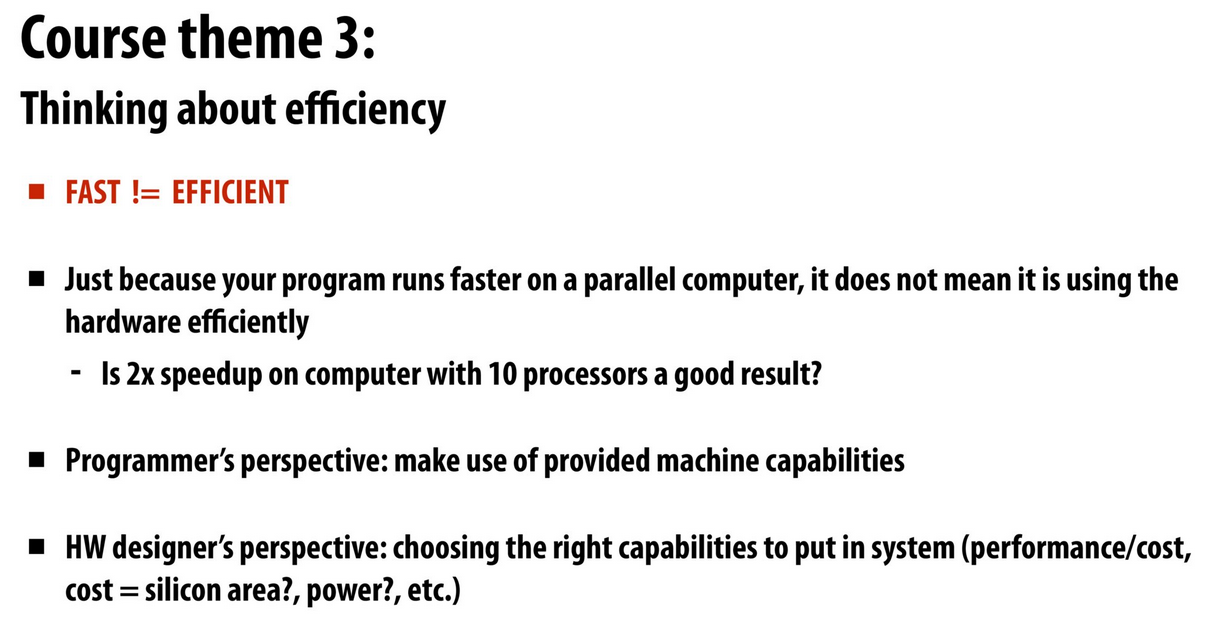 Course theme 3:
Thinking about efficiency
■ FAST != EFFICIENT
■ Just because your program runs faster on a parallel computer, it does not mean it is using the
hardware efficiently
- Is 2x speedup on computer with 10 processors a good result?
■ Programmer’s perspective: make use of provided machine capabilities
■ HW designer’s perspective: choosing the right capabilities to put in system (performance/cost,
cost = silicon area?, power?, etc.)